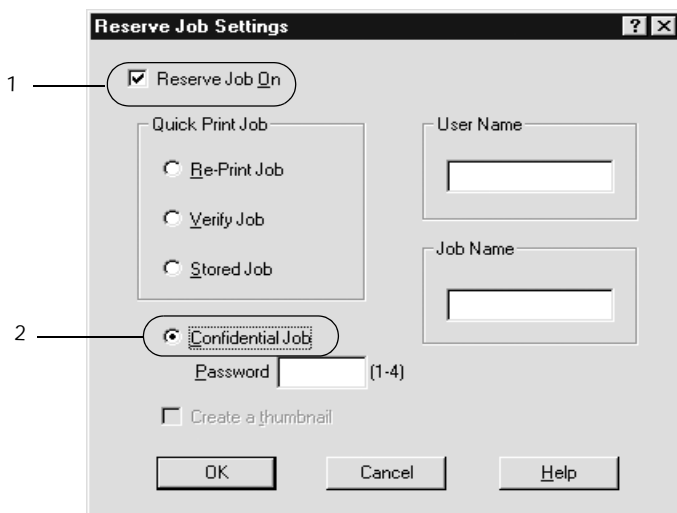 Reserve Job Settings
1
Reserve Job On
Quick Print Job
Re-Print Job
Verify Job
Stored Job
User Name
Job Name
2
Confidential Job
Password (1-4)
Create a thumbnail
OK Cancel Help